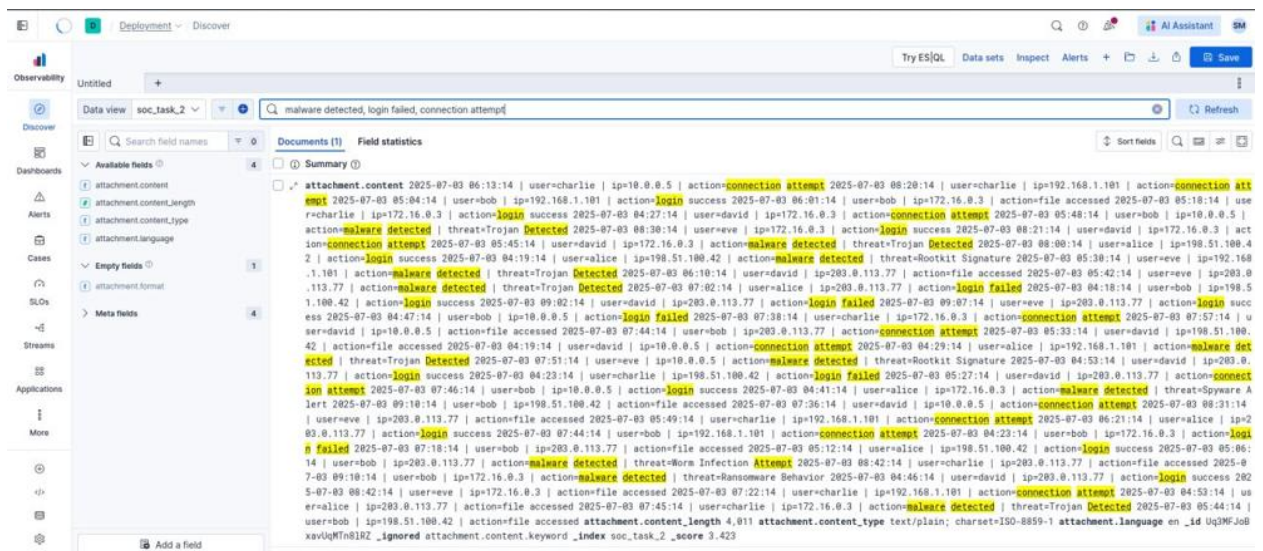 D Deployment Discover
AI Assistant SM
Try ES|QL Data sets Inspect Alerts Save
Observability
Untitled
Data view soc_task_2
malware detected, login failed, connection attempt
Refresh
Discover
Search field names 0
Documents (1) Field statistics
Sort fields
Dashboards
Available fields 4
Summary
attachment.content
attachment.content_length
attachment.content_type
attachment.language
Alerts
Cases
Empty fields 1
attachment.format
SLOs
Meta fields 4
Streams
Applications
More
Add a field
attachment.content 2025-07-03 06:13:14 | user=charlie | ip=10.0.0.5 | action=connection attempt 2025-07-03 08:20:14 | user=charlie | ip=192.168.1.101 | action=connection att
empt 2025-07-03 05:04:14 | user=bob | ip=192.168.1.101 | action=login success 2025-07-03 06:01:14 | user=bob | ip=172.16.0.3 | action=file accessed 2025-07-03 05:18:14 | use
r=charlie | ip=172.16.0.3 | action=login success 2025-07-03 04:27:14 | user=david | ip=172.16.0.3 | action=connection attempt 2025-07-03 05:48:14 | user=bob | ip=10.0.0.5 |
action=malware detected | threat=Trojan Detected 2025-07-03 08:30:14 | user=eve | ip=172.16.0.3 | action=login success 2025-07-03 08:21:14 | user=david | ip=172.16.0.3 | act
ion=connection attempt 2025-07-03 05:45:14 | user=david | ip=172.16.0.3 | action=malware detected | threat=Trojan Detected 2025-07-03 08:00:14 | user=alice | ip=198.51.100.4
2 | action=login success 2025-07-03 04:19:14 | user=alice | ip=198.51.100.42 | action=malware detected | threat=Rootkit Signature 2025-07-03 05:30:14 | user=eve | ip=192.168
.1.101 | action=malware detected | threat=Trojan Detected 2025-07-03 06:10:14 | user=david | ip=203.0.113.77 | action=file accessed 2025-07-03 05:42:14 | user=eve | ip=203.0
.113.77 | action=malware detected | threat=Trojan Detected 2025-07-03 07:02:14 | user=alice | ip=203.0.113.77 | action=login failed 2025-07-03 04:18:14 | user=bob | ip=198.5
1.100.42 | action=login success 2025-07-03 09:02:14 | user=david | ip=203.0.113.77 | action=login failed 2025-07-03 09:07:14 | user=eve | ip=203.0.113.77 | action=login succ
ess 2025-07-03 04:47:14 | user=bob | ip=10.0.0.5 | action=login failed 2025-07-03 07:38:14 | user=charlie | ip=172.16.0.3 | action=connection attempt 2025-07-03 07:57:14 | u
ser=david | ip=10.0.0.5 | action=file accessed 2025-07-03 07:44:14 | user=bob | ip=203.0.113.77 | action=connection attempt 2025-07-03 05:33:14 | user=david | ip=198.51.100.
42 | action=file accessed 2025-07-03 04:19:14 | user=david | ip=10.0.0.5 | action=connection attempt 2025-07-03 04:29:14 | user=alice | ip=192.168.1.101 | action=malware det
ected | threat=Trojan Detected 2025-07-03 07:51:14 | user=eve | ip=10.0.0.5 | action=malware detected | threat=Rootkit Signature 2025-07-03 04:53:14 | user=david | ip=203.0.
113.77 | action=login success 2025-07-03 04:23:14 | user=charlie | ip=198.51.100.42 | action=login failed 2025-07-03 05:27:14 | user=david | ip=203.0.113.77 | action=connect
ion attempt 2025-07-03 07:46:14 | user=bob | ip=10.0.0.5 | action=login success 2025-07-03 04:41:14 | user=alice | ip=172.16.0.3 | action=malware detected | threat=Spyware A
lert 2025-07-03 09:10:14 | user=bob | ip=198.51.100.42 | action=file accessed 2025-07-03 07:36:14 | user=david | ip=10.0.0.5 | action=connection attempt 2025-07-03 08:31:14
| user=eve | ip=203.0.113.77 | action=file accessed 2025-07-03 05:49:14 | user=charlie | ip=192.168.1.101 | action=connection attempt 2025-07-03 06:21:14 | user=alice | ip=2
03.0.113.77 | action=login success 2025-07-03 07:44:14 | user=bob | ip=192.168.1.101 | action=connection attempt 2025-07-03 04:23:14 | user=bob | ip=172.16.0.3 | action=logi
n failed 2025-07-03 07:18:14 | user=bob | ip=203.0.113.77 | action=file accessed 2025-07-03 05:12:14 | user=alice | ip=198.51.100.42 | action=login success 2025-07-03 05:06:
14 | user=bob | ip=203.0.113.77 | action=malware detected | threat=Worm Infection Attempt 2025-07-03 08:42:14 | user=charlie | ip=203.0.113.77 | action=file accessed 2025-0
7-03 09:10:14 | user=bob | ip=172.16.0.3 | action=malware detected | threat=Ransomware Behavior 2025-07-03 04:46:14 | user=david | ip=203.0.113.77 | action=login success 202
5-07-03 08:42:14 | user=eve | ip=172.16.0.3 | action=file accessed 2025-07-03 07:22:14 | user=charlie | ip=192.168.1.101 | action=connection attempt 2025-07-03 04:53:14 | us
er=alice | ip=172.16.0.3 | action=file accessed 2025-07-03 07:45:14 | user=charlie | ip=172.16.0.3 | action=malware detected | threat=Trojan Detected 2025-07-03 05:44:14 |
user=bob | ip=198.51.100.42 | action=file accessed attachment.content_length 4,011 attachment.content_type text/plain; charset=ISO-8859-1 attachment.language en _id Uq3MFJoB
xavUqMTn8lRZ _ignored attachment.content.keyword _index soc_task_2 _score 3.423